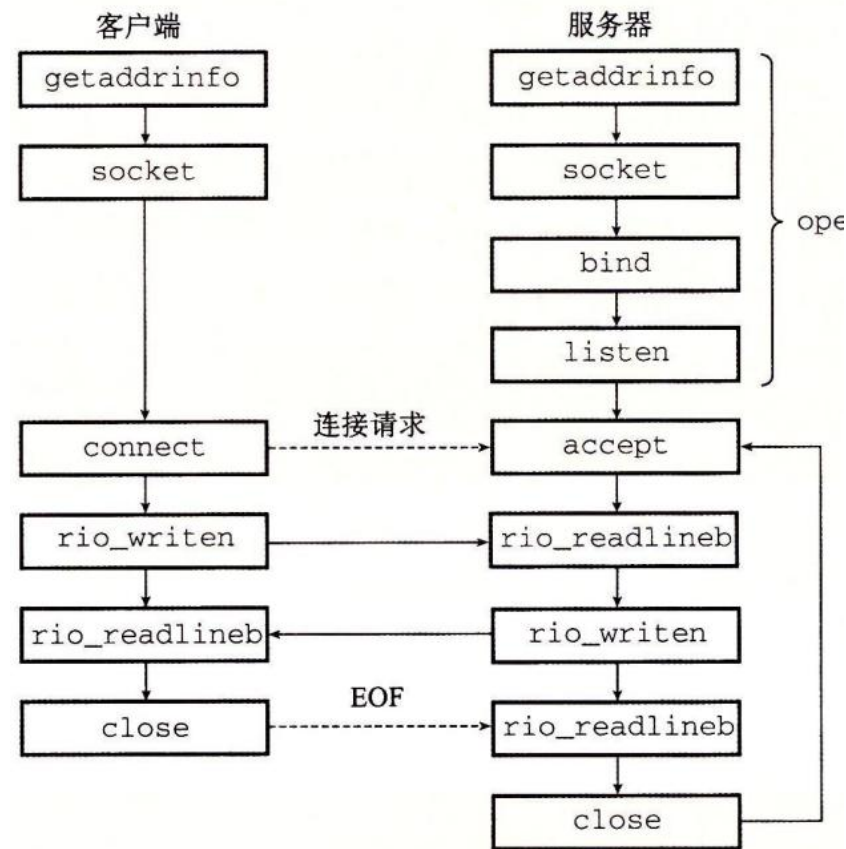 客户端
服务器
getaddrinfo
getaddrinfo
socket
socket
ope
bind
listen
connect
连接请求
accept
rio_writen
rio_readlineb
rio_readlineb
rio_writen
close
EOF
rio_readlineb
close